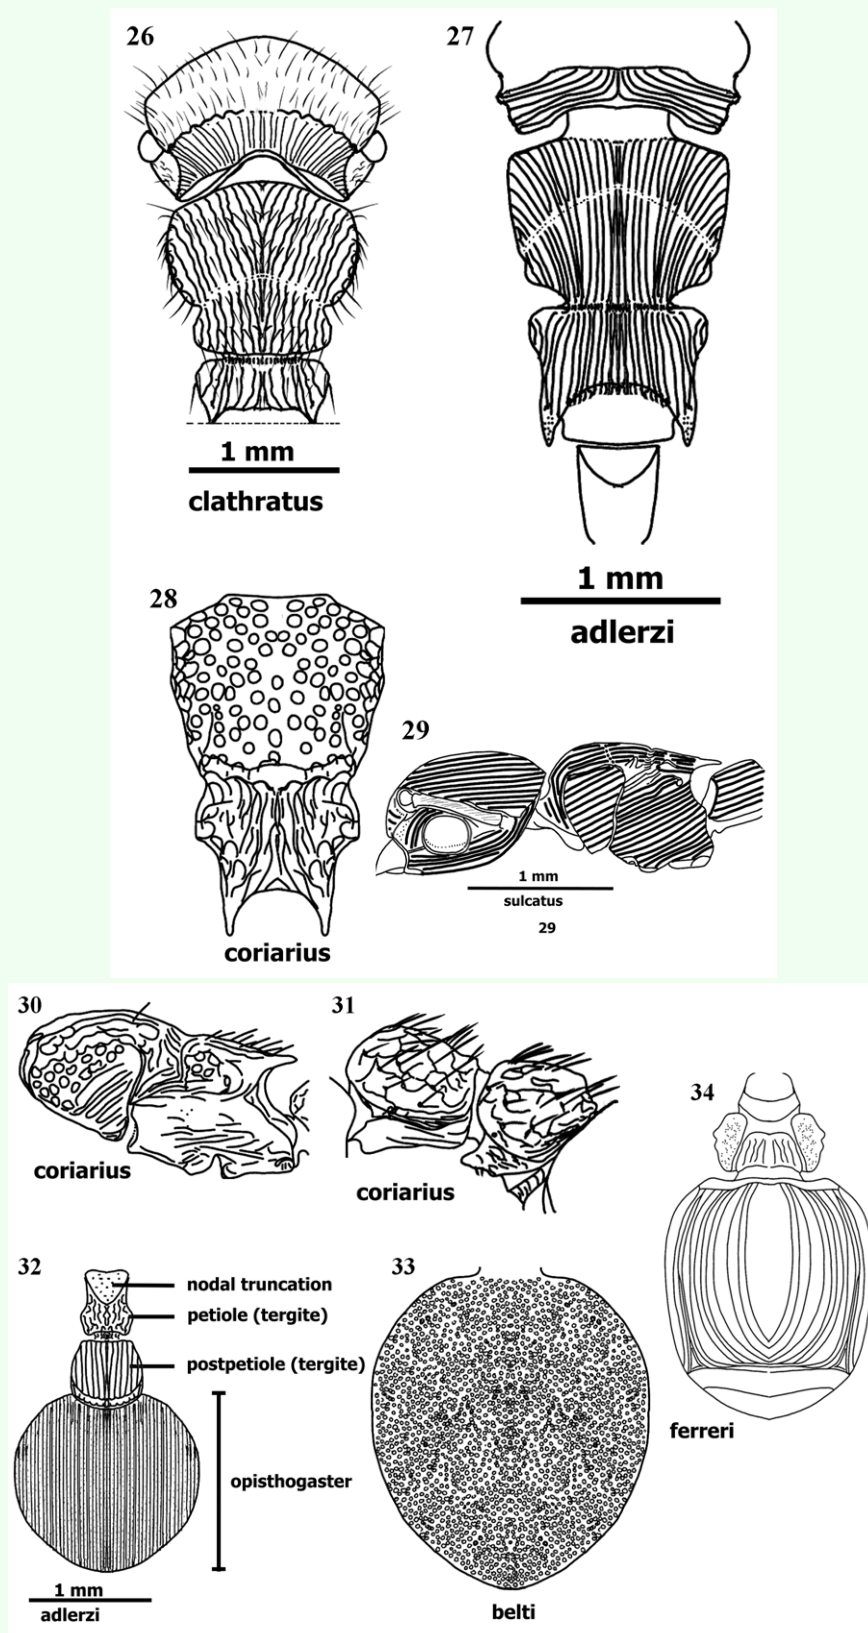 26
27
1 mm
clathratus
1 mm
adlerzi
28
29
coriarius
1 mm
sulcatus
29
30
31
coriarius
coriarius
34
32
nodal truncation
petiole (tergite)
postpetiole (tergite)
opisthogaster
1 mm
adlerzi
33
belti
ferreri